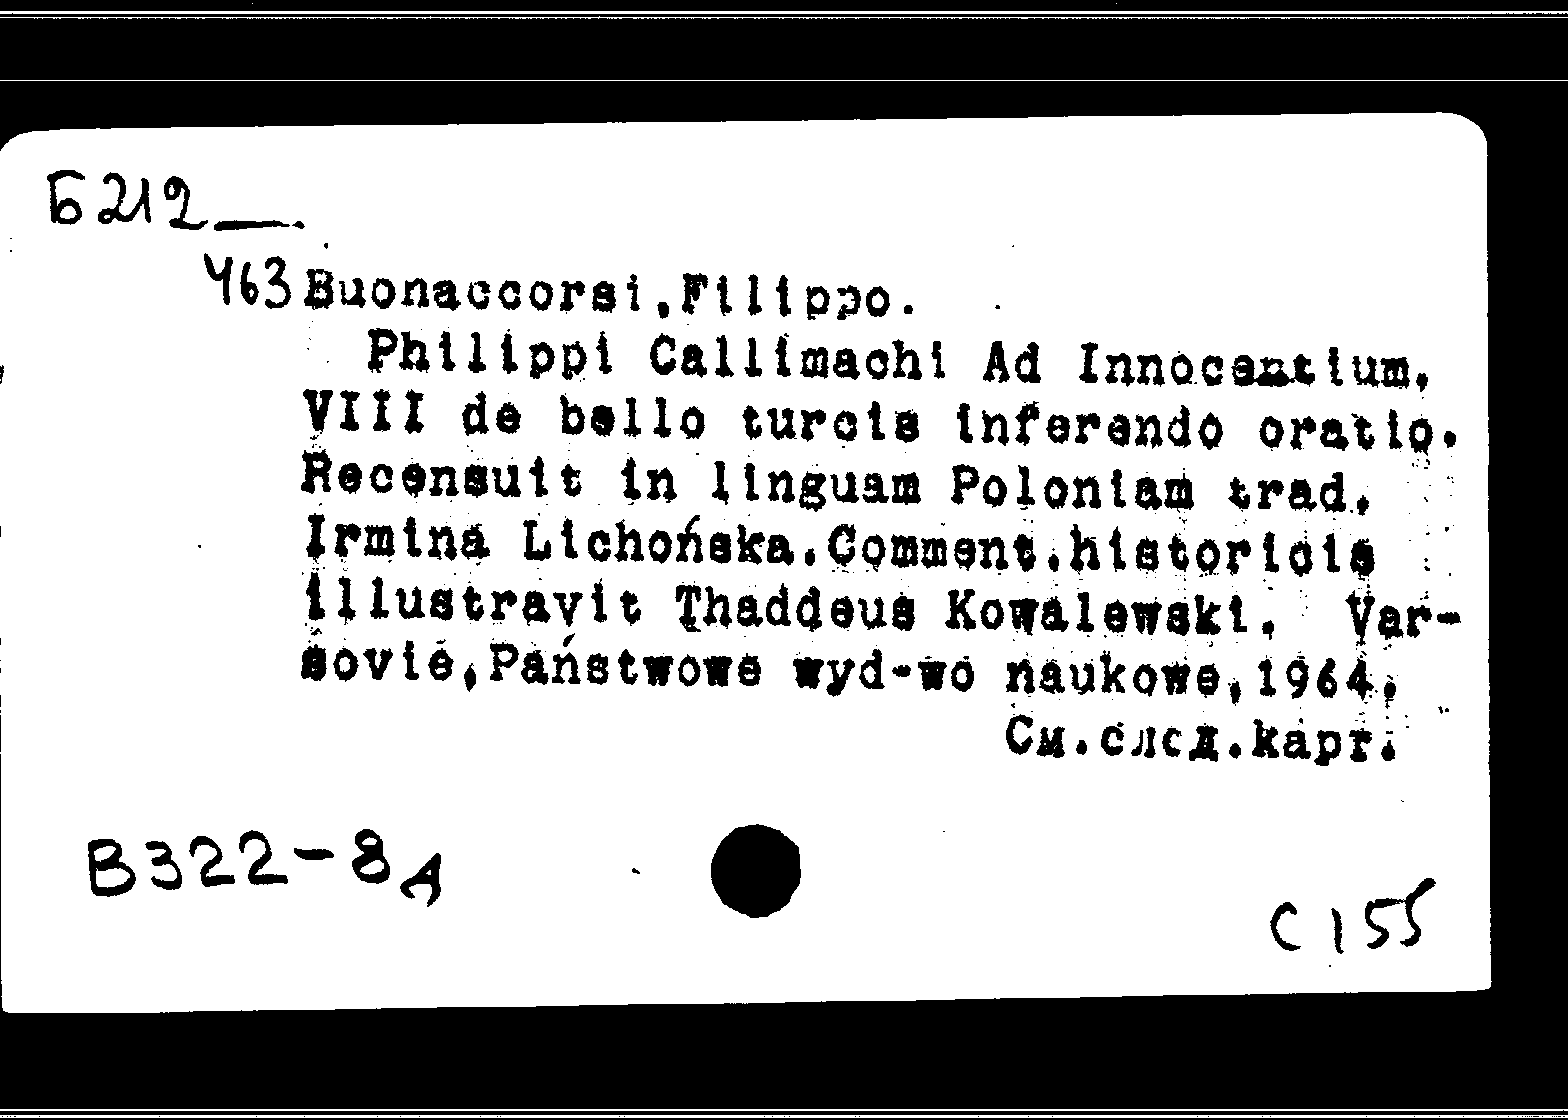 Б212
463 Buonaccorsi,Filippo.
Philippi Callimachi Ad Innocentium.
VIII de bello turcis inferendo oratio.
Recensuit in linguam Poloniam trad.
Irmina Lichońska.Comment.historicis
illustravit Thaddeus Kowalewski. Var-
sovie,Państwowe wyd-wo naukowe,1964.
См.след.карт.
B322-8A
C155